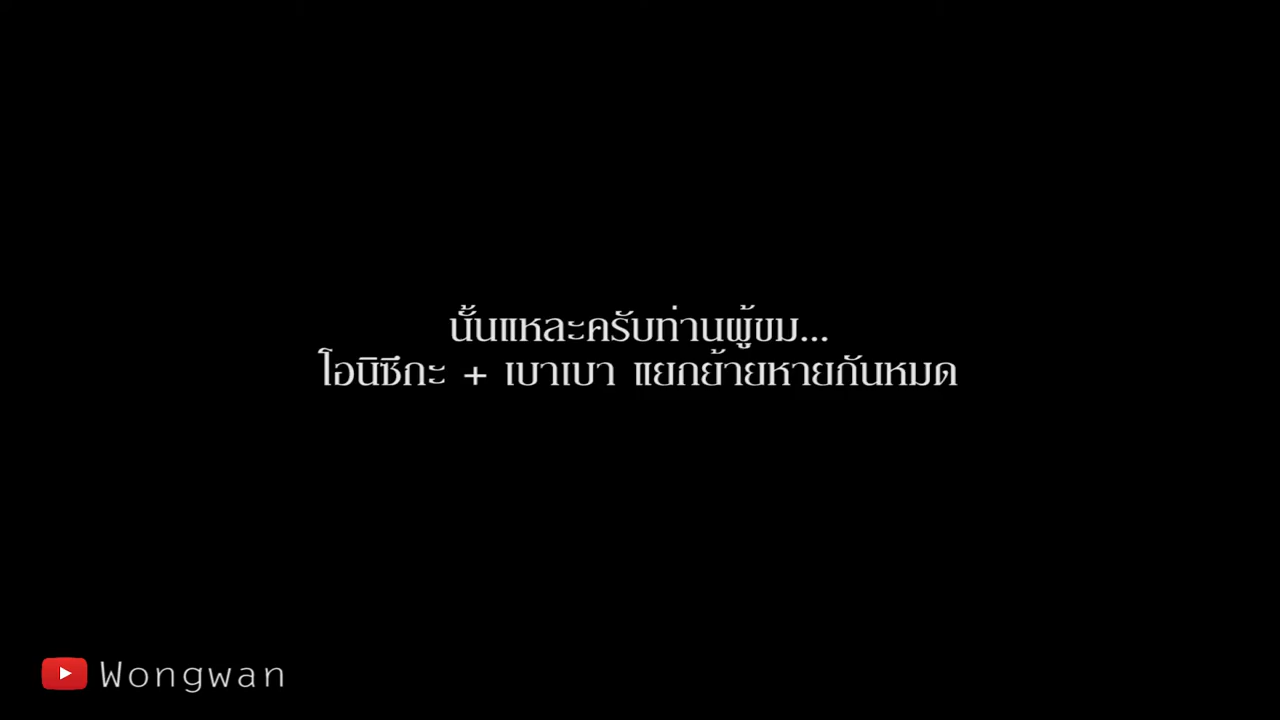 นั้นแหละครับท่านผู้ขม...
โอนิซึกะ + เบาเบา แยกย้ายหายกันหมด
Wongwan